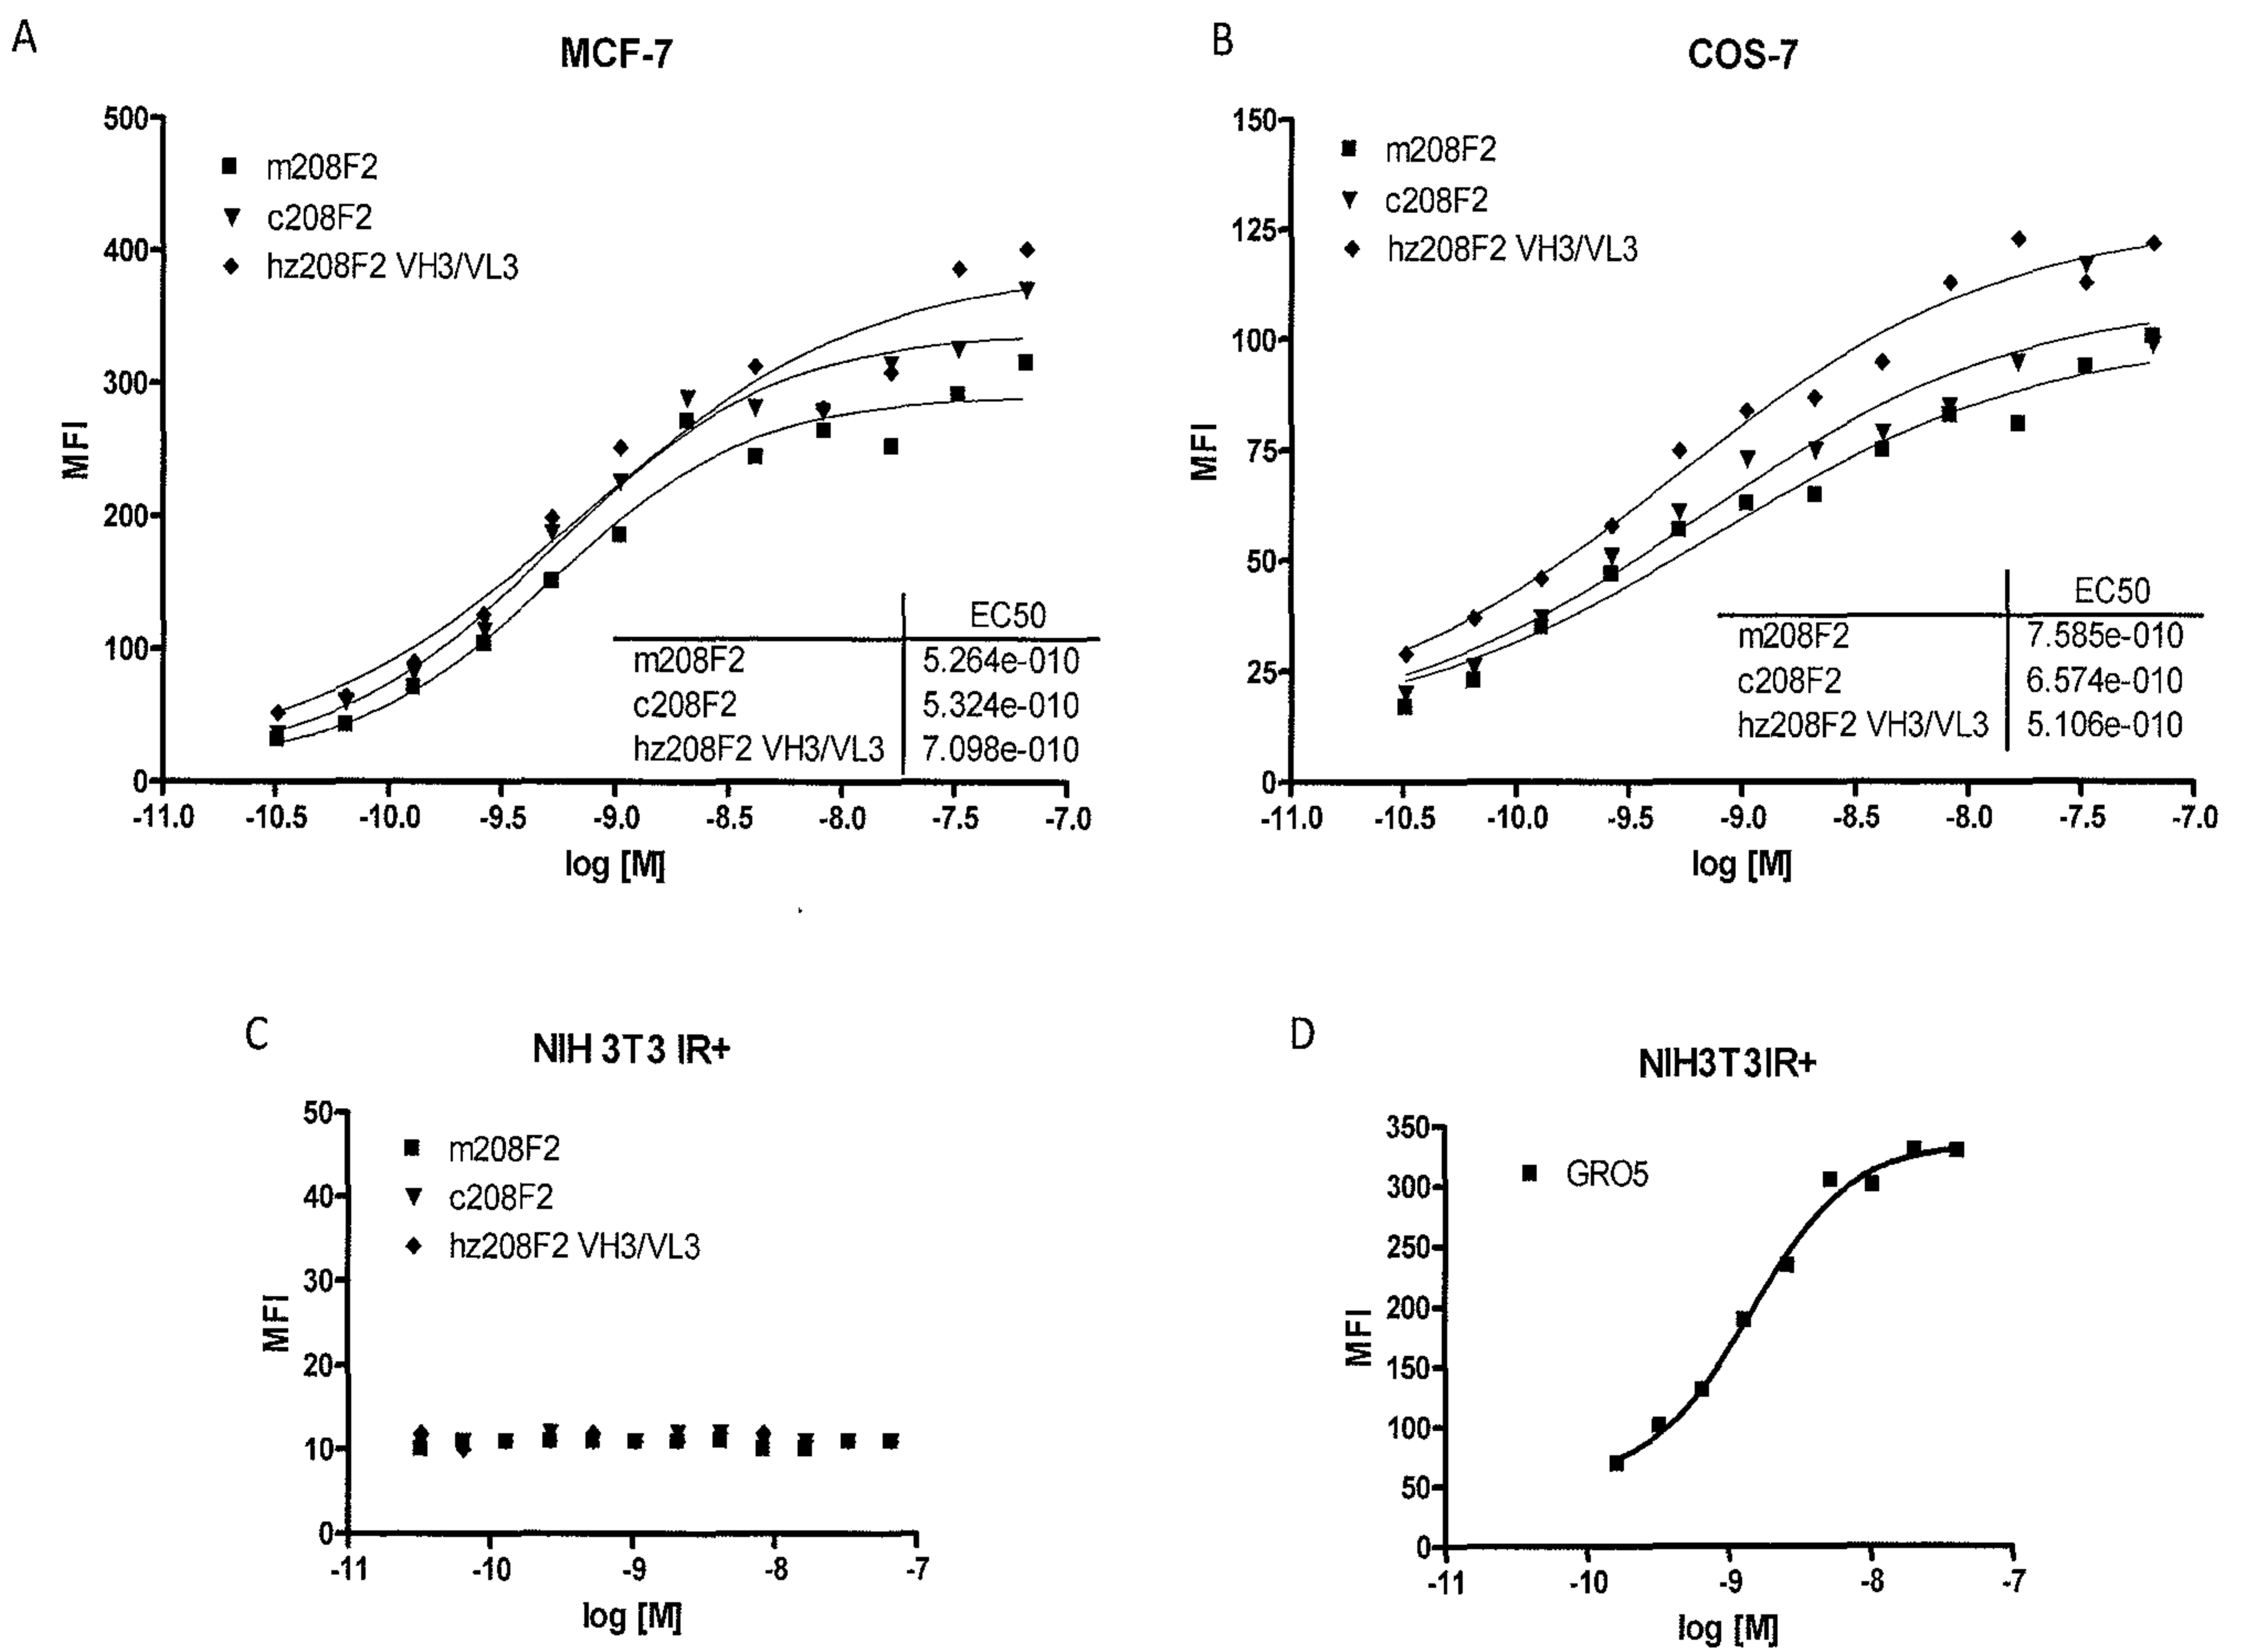 A
MCF-7
500
400
300
200
100
0
MFI
m208F2
c208F2
hz208F2 VH3/VL3
EC50
m208F2 5.264e-010
c208F2 5.324e-010
hz208F2 VH3/VL3 7.098e-010
-11.0 -10.5 -10.0 -9.5 -9.0 -8.5 -8.0 -7.5 -7.0
log [M]
B
COS-7
150
125
100
75
50
25
0
MFI
m208F2
c208F2
hz208F2 VH3/VL3
EC50
m208F2 7.585e-010
c208F2 6.574e-010
hz208F2 VH3/VL3 5.106e-010
-11.0 -10.5 -10.0 -9.5 -9.0 -8.5 -8.0 -7.5 -7.0
log [M]
C
NIH 3T3 IR+
50
40
30
20
10
0
MFI
m208F2
c208F2
hz208F2 VH3/VL3
-11 -10 -9 -8 -7
log [M]
D
NIH3T3IR+
350
300
250
200
150
100
50
0
MFI
GRO5
-11 -10 -9 -8 -7
log [M]